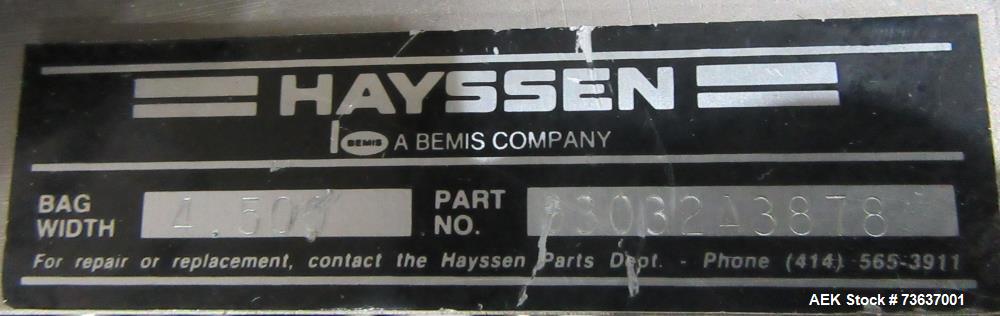 HAYSSEN
BEMIS A BEMIS COMPANY
BAG WIDTH
PART NO.
For repair or replacement, contact the Hayssen Parts Dept. - Phone (414) 565-3911
AEK Stock # 73637001